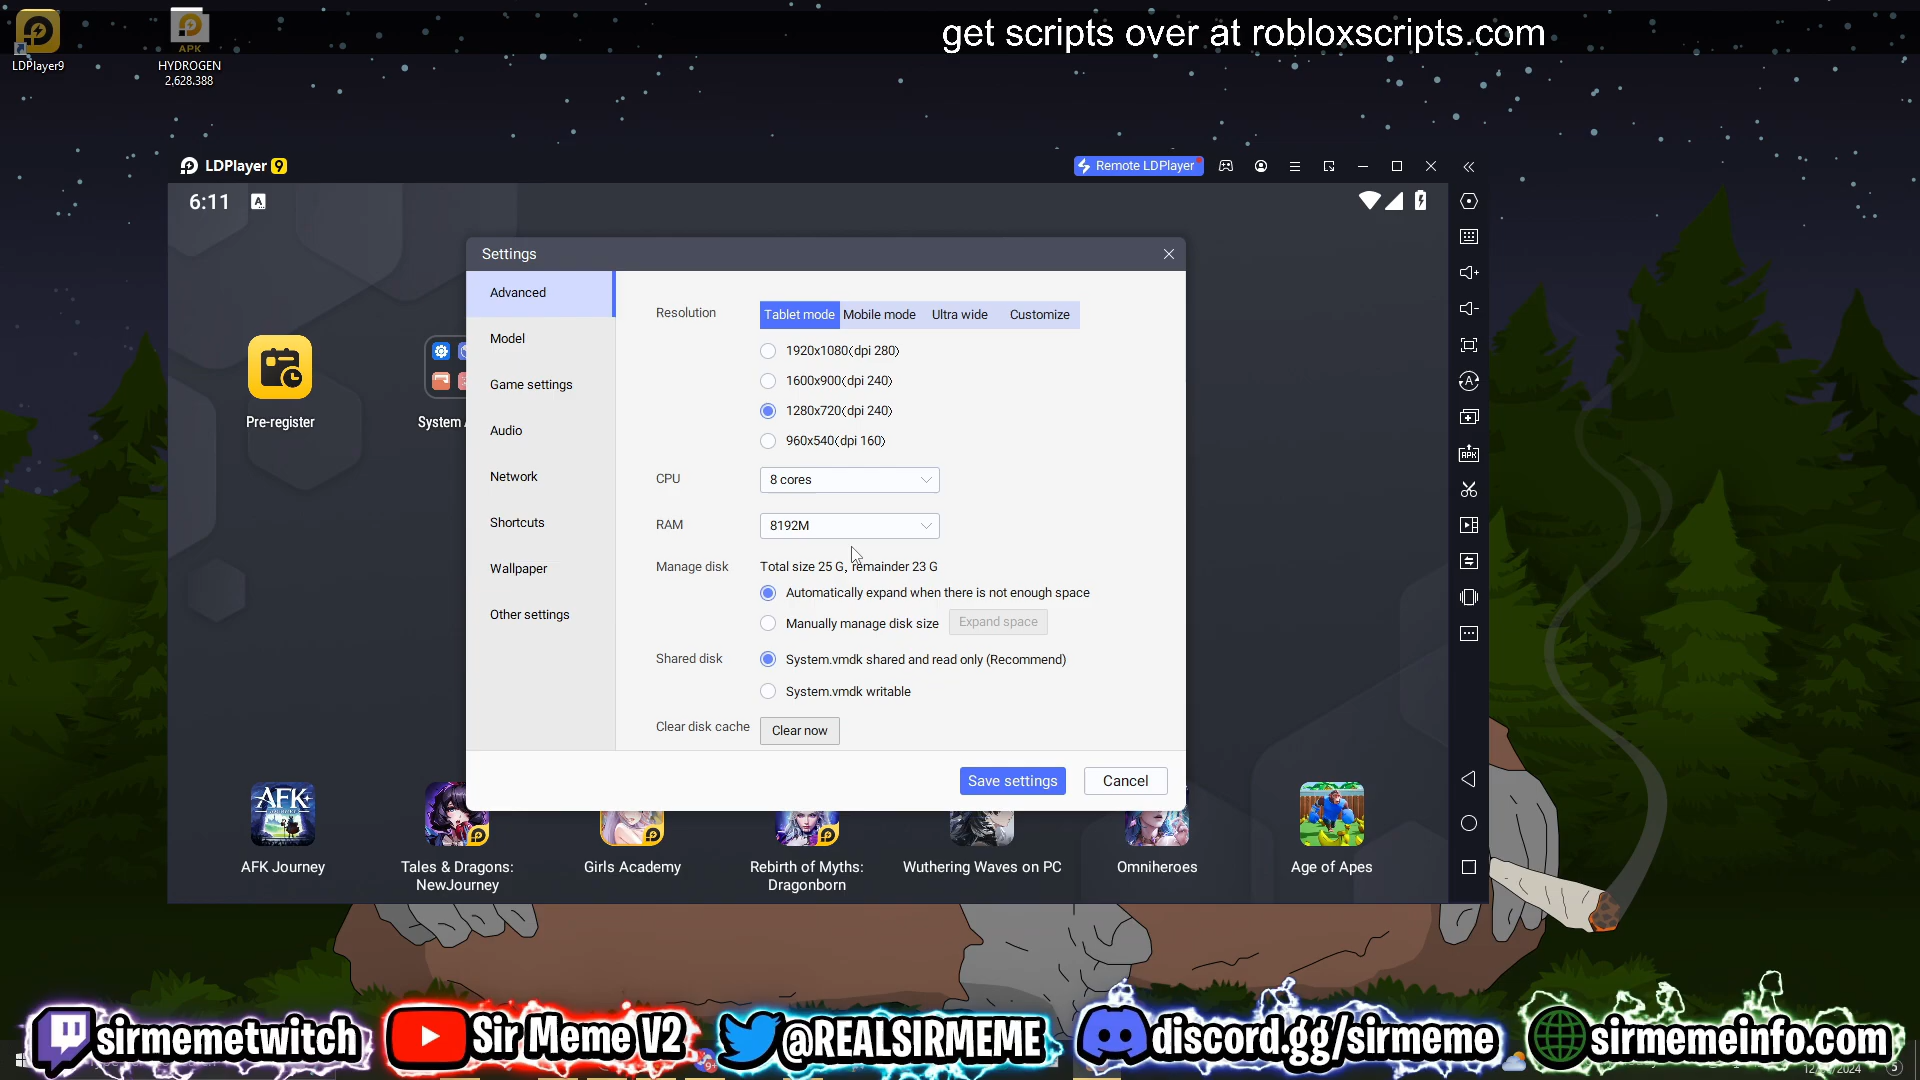 get scripts over at robloxscripts.com
LDPlayer9
APK
HYDROGEN
2,628.388
LDPlayer 9
Remote LDPlayer
6:11
A
Settings
Advanced
Model
Game settings
Audio
Network
Shortcuts
Wallpaper
Other settings
Resolution
Tablet mode Mobile mode Ultra wide Customize
1920x1080(dpi 280)
1600x900(dpi 240)
1280x720(dpi 240)
960x540(dpi 160)
CPU
8 cores
RAM
8192M
Manage disk
Total size 25 G, remainder 23 G
Automatically expand when there is not enough space
Manually manage disk size Expand space
Shared disk
System.vmdk shared and read only (Recommend)
System.vmdk writable
Clear disk cache
Clear now
Save settings
Cancel
Pre-register
System
APK
AFK
AFK Journey
Tales & Dragons:
NewJourney
Girls Academy
Rebirth of Myths:
Dragonborn
Wuthering Waves on PC
Omniheroes
Age of Apes
sirmemetwitch
Sir Meme V2
@REALSIRMEME
discord.gg/sirmeme
sirmemeinfo.com